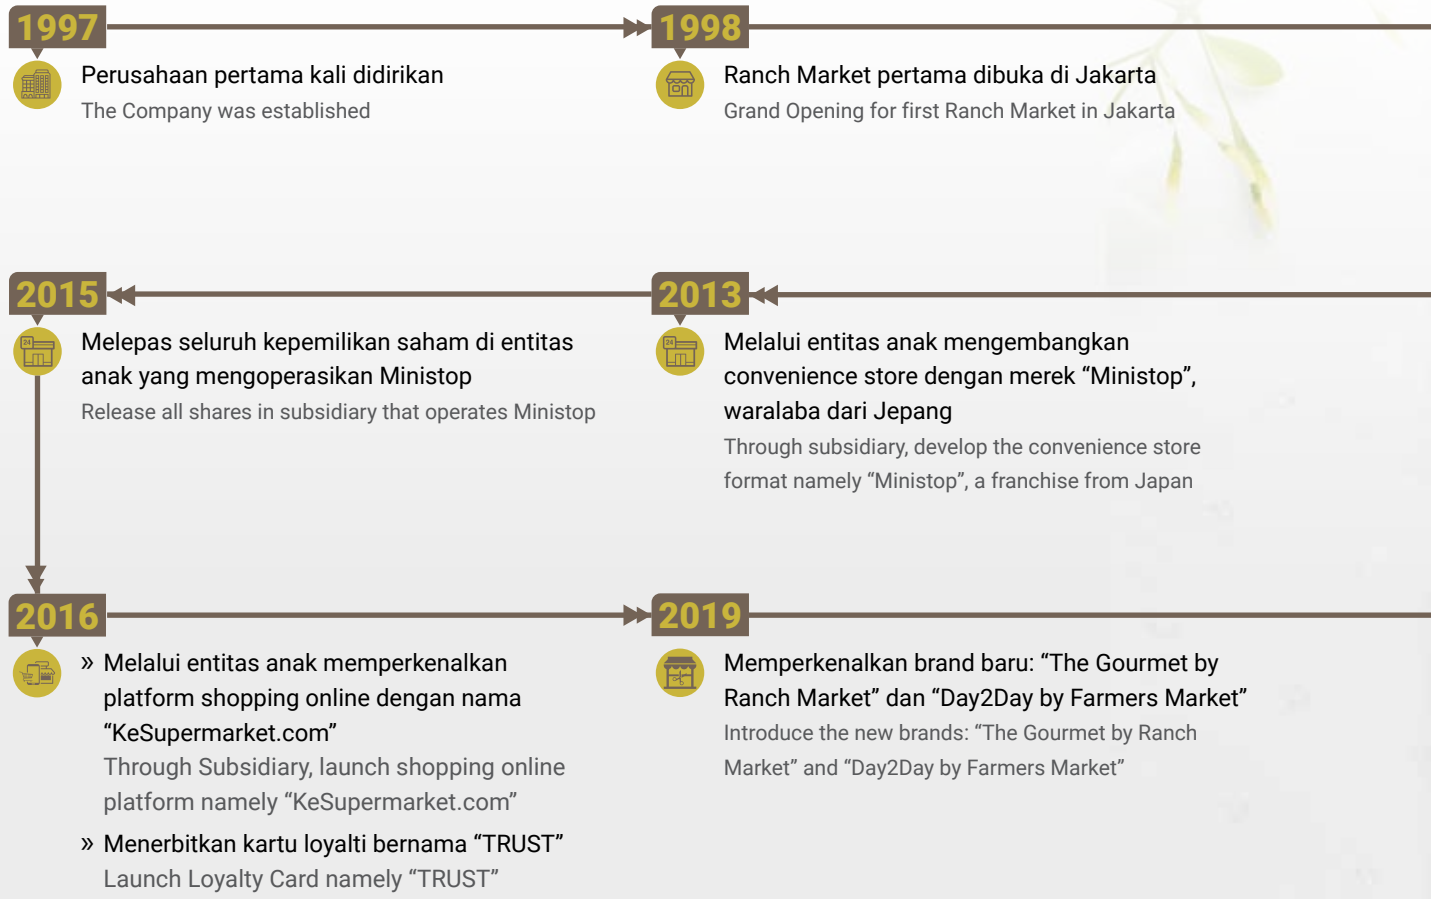 1997
Perusahaan pertama kali didirikan
The Company was established
1998
Ranch Market pertama dibuka di Jakarta
Grand Opening for first Ranch Market in Jakarta
2015
24
Melepas seluruh kepemilikan saham di entitas
anak yang mengoperasikan Ministop
Release all shares in subsidiary that operates Ministop
2013
24
Melalui entitas anak mengembangkan
convenience store dengan merek “Ministop”,
waralaba dari Jepang
Through subsidiary, develop the convenience store
format namely “Ministop”, a franchise from Japan
2016
» Melalui entitas anak memperkenalkan
platform shopping online dengan nama
“KeSupermarket.com”
Through Subsidiary, launch shopping online
platform namely “KeSupermarket.com”
» Menerbitkan kartu loyalti bernama “TRUST”
Launch Loyalty Card namely “TRUST”
2019
Memperkenalkan brand baru: “The Gourmet by
Ranch Market” dan “Day2Day by Farmers Market”
Introduce the new brands: “The Gourmet by Ranch
Market” and “Day2Day by Farmers Market”